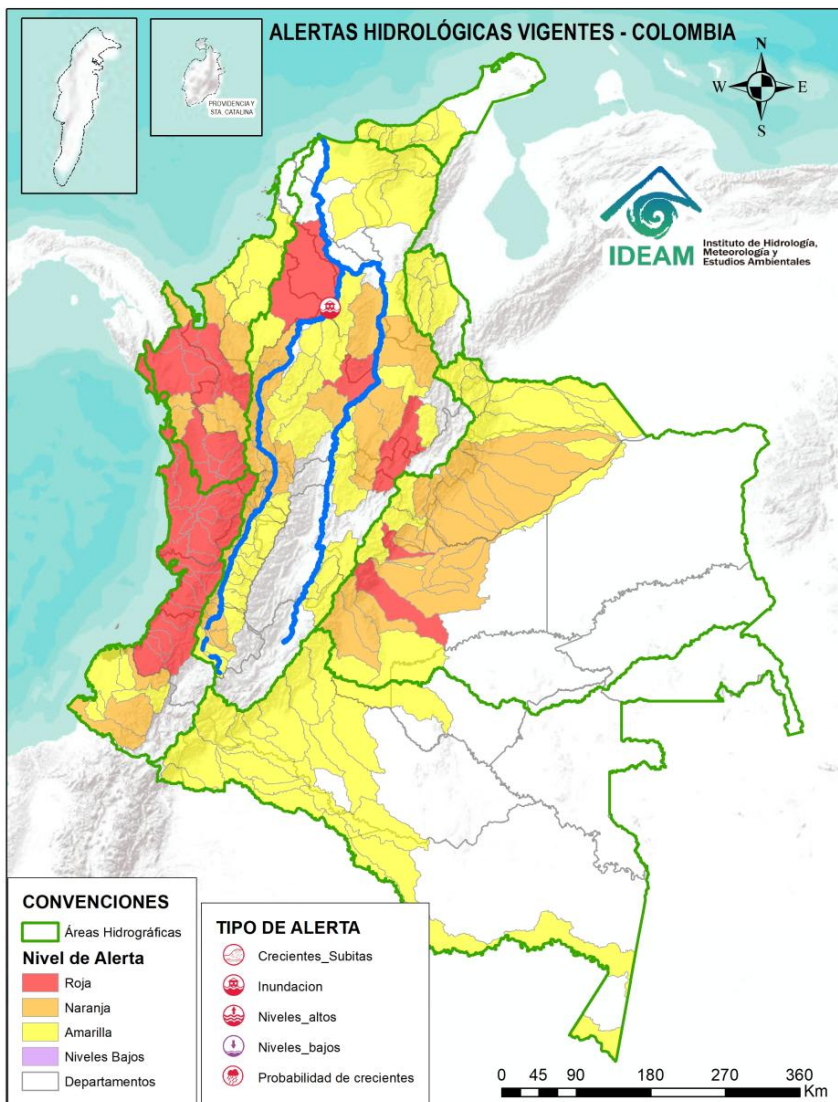 ALERTAS HIDROLÓGICAS VIGENTES - COLOMBIA
PROVIDENCIA Y
STA. CATALINA
N
W E
S
IDEAM
Instituto de Hidrología,
Meteorología y
Estudios Ambientales
CONVENCIONES
Áreas Hidrográficas
Nivel de Alerta
Roja
Naranja
Amarilla
Niveles Bajos
Departamentos
TIPO DE ALERTA
Crecientes_Subitas
Inundacion
Niveles_altos
Niveles_bajos
Probabilidad de crecientes
0 45 90 180 270 360
Km